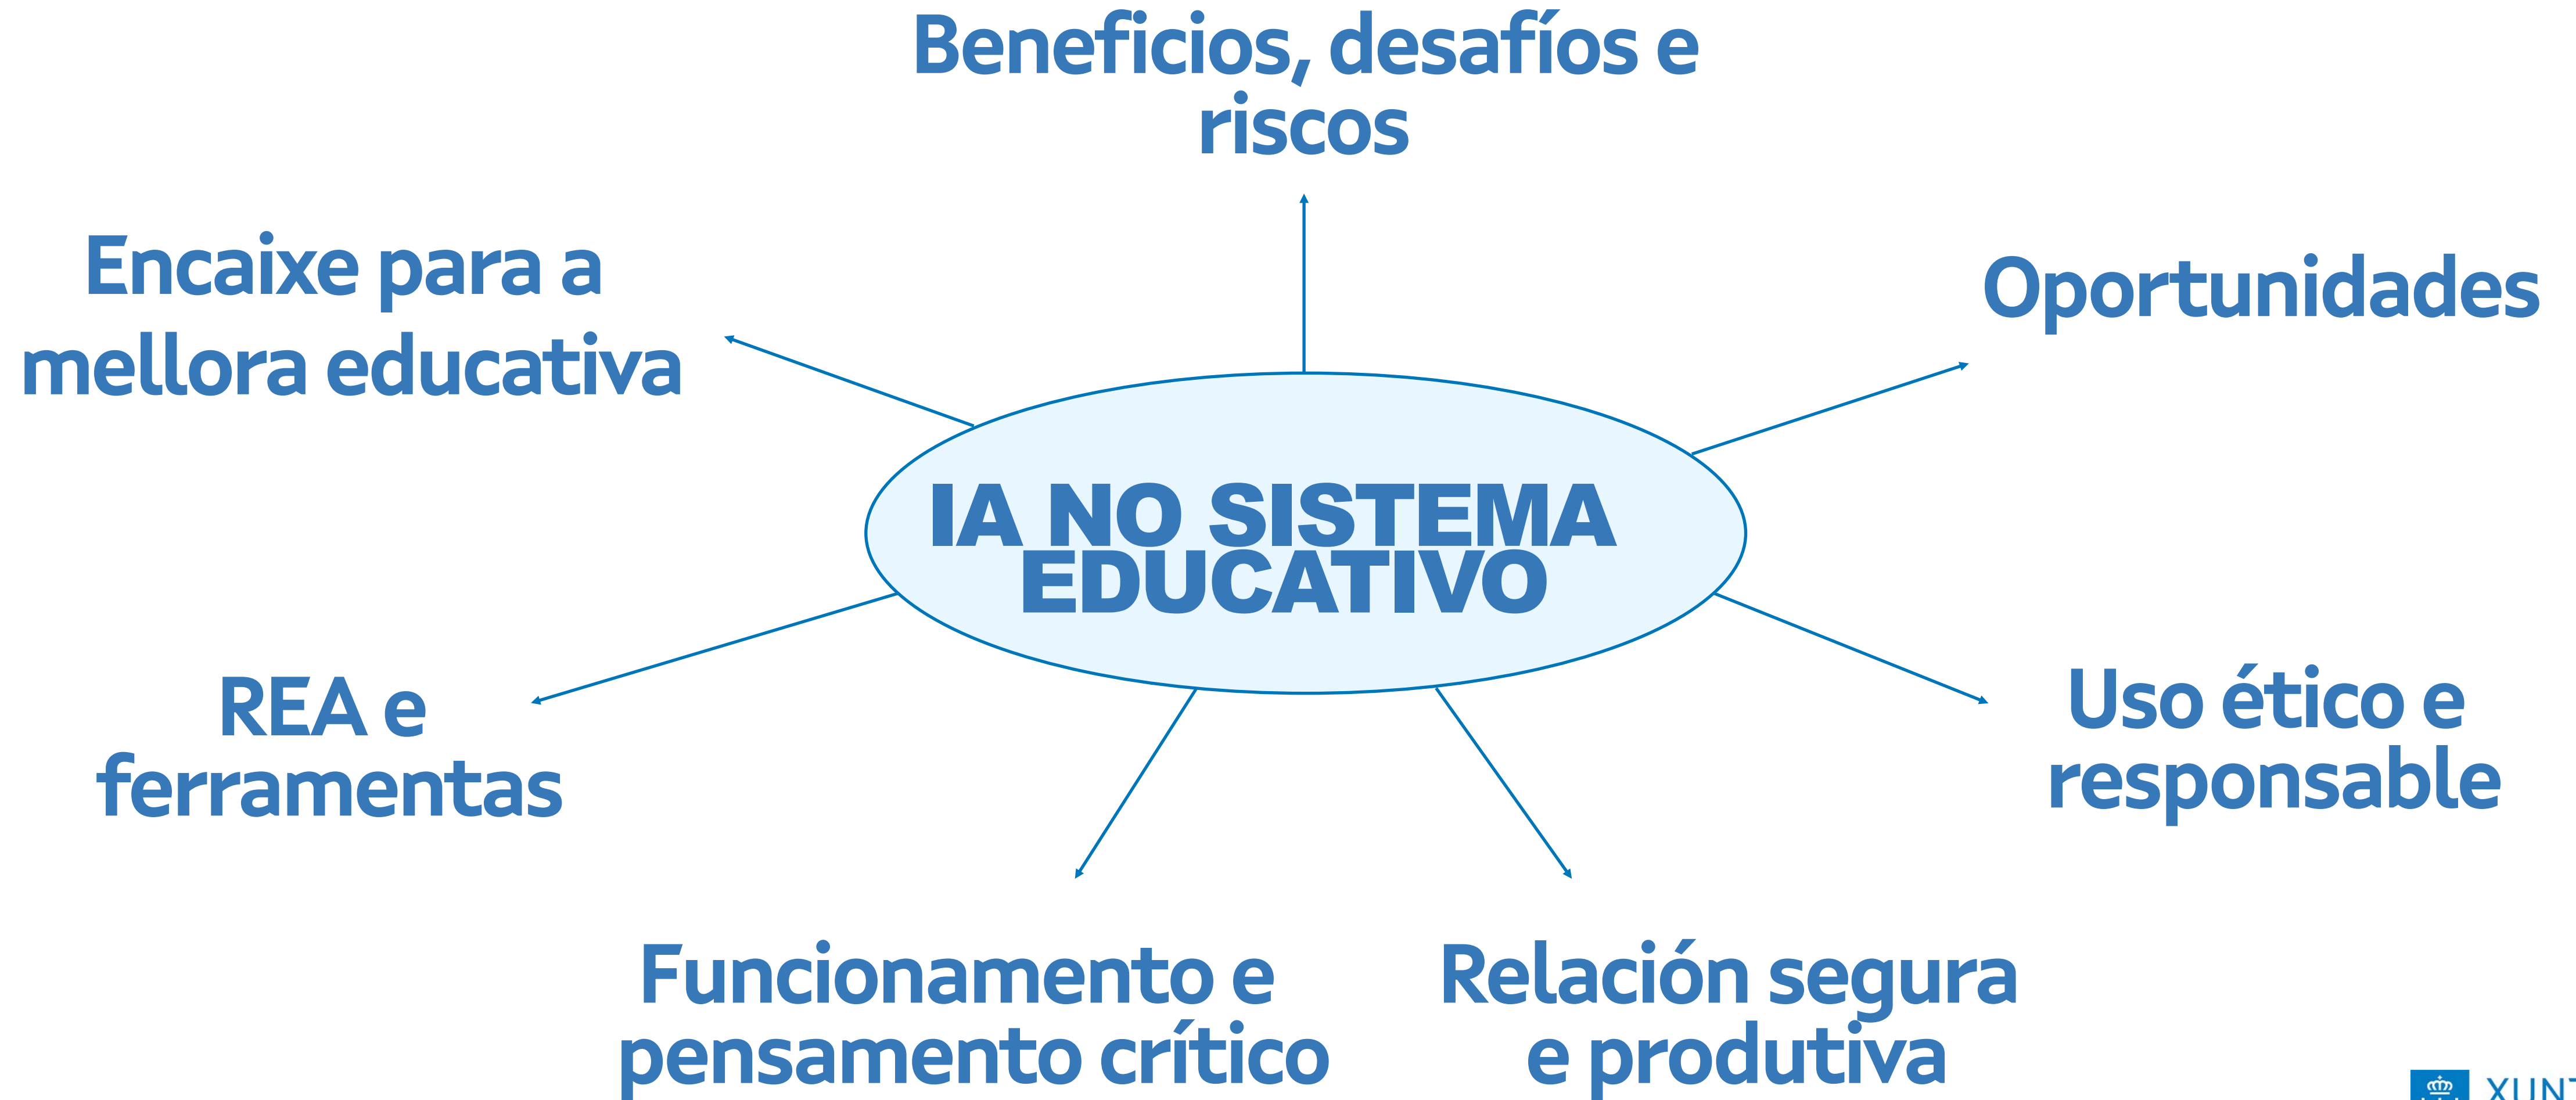 Beneficios, desafíos e
riscos
Encaixe para a
mellora educativa
Oportunidades
IA NO SISTEMA
EDUCATIVO
REA e
ferramentas
Uso ético e
responsable
Funcionamento e
pensamento crítico
Relación segura
e produtiva